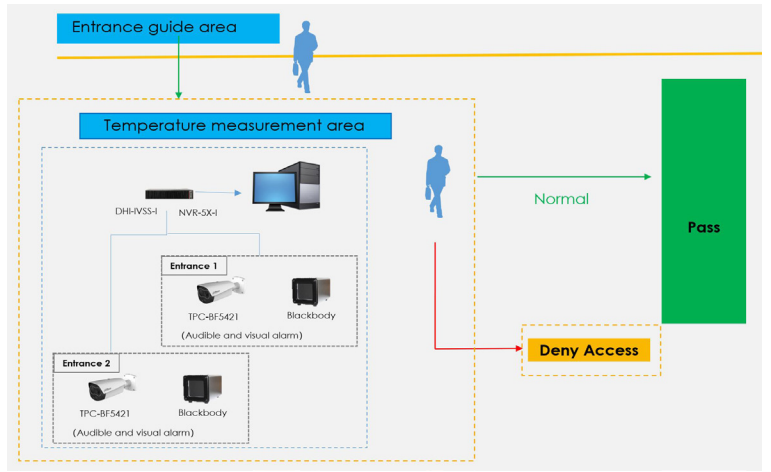 Entrance guide area
Temperature measurement area
DHI-IVSS-I NVR-5X-I
Entrance 1
TPC-BF5421 Blackbody
(Audible and visual alarm)
Entrance 2
TPC-BF5421 Blackbody
(Audible and visual alarm)
Normal
Pass
Deny Access